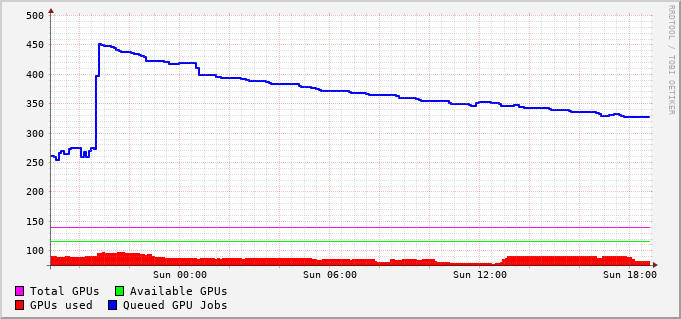 500
450
400
350
300
250
200
150
100
Sun 00:00 Sun 06:00 Sun 12:00 Sun 18:00
Total GPUs Available GPUs
GPUs used Queued GPU Jobs
RRDTOOL / TOBI OETIKER